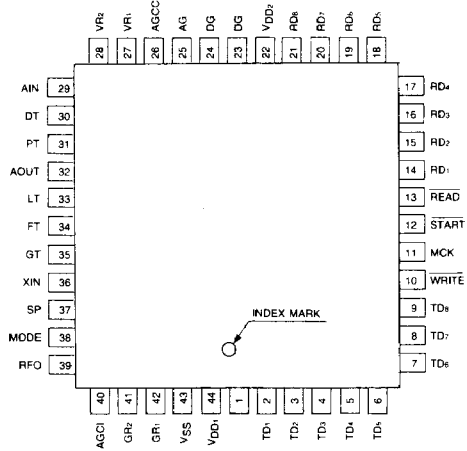 VR₂ VR₁ AGCC AG DG DG VDD₂ RD₈ RD₇ RD₆ RD₅
28 27 26 25 24 23 22 21 20 19 18
AIN 29
DT 30
PT 31
AOUT 32
LT 33
FT 34
GT 35
XIN 36
SP 37
MODE 38
RFO 39
17 RD₄
16 RD₃
15 RD₂
14 RD₁
13 READ
12 START
11 MCK
10 WRITE
9 TD₈
8 TD₇
7 TD₆
INDEX MARK
40 41 42 43 44 1 2 3 4 5 6
AGCI GR₂ GR₁ VSS VDD₁ TD₁ TD₂ TD₃ TD₄ TD₅